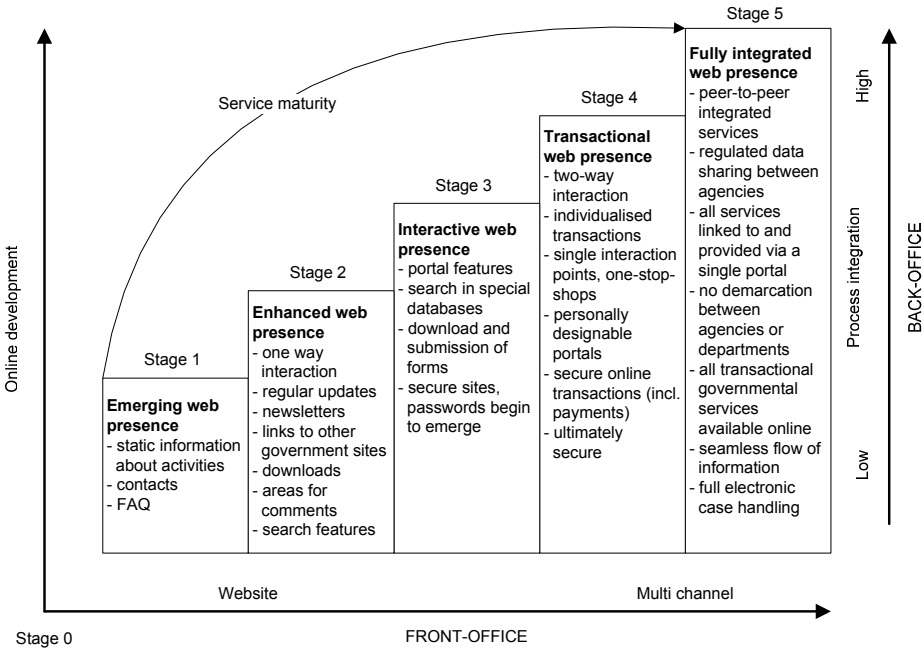 Stage 5
Fully integrated
web presence
- peer-to-peer
integrated
services
- regulated data
sharing between
agencies
- all services
linked to and
provided via a
single portal
- no demarcation
between
agencies or
departments
- all transactional
governmental
services
available online
- seamless flow of
information
- full electronic
case handling
Stage 4
Transactional
web presence
- two-way
interaction
- individualised
transactions
- single interaction
points, one-stop-
shops
- personally
designable
portals
- secure online
transactions (incl.
payments)
- ultimately
secure
Stage 3
Interactive web
presence
- portal features
- search in special
databases
- download and
submission of
forms
- secure sites,
passwords begin
to emerge
Stage 2
Enhanced web
presence
- one way
interaction
- regular updates
- newsletters
- links to other
government sites
- downloads
- areas for
comments
- search features
Stage 1
Emerging web
presence
- static information
about activities
- contacts
- FAQ
Service maturity
Online development
High
Process integration
Low
BACK-OFFICE
Website
Multi channel
Stage 0
FRONT-OFFICE